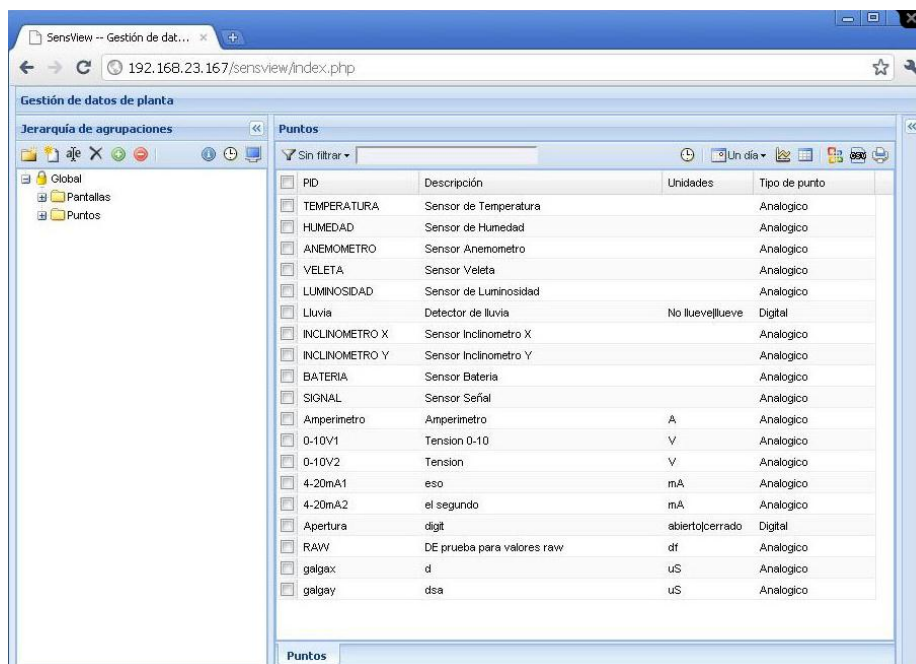 SensView -- Gestión de dat...
192.168.23.167/sensview/index.php
Gestión de datos de planta
Jerarquía de agrupaciones
Puntos
Sin filtrar
Un día
Global
Pantallas
Puntos
PID Descripción Unidades Tipo de punto
TEMPERATURA Sensor de Temperatura Analogico
HUMEDAD Sensor de Humedad Analogico
ANEMOMETRO Sensor Anemometro Analogico
VELETA Sensor Veleta Analogico
LUMINOSIDAD Sensor de Luminosidad Analogico
Lluvia Detector de lluvia No llueve|llueve Digital
INCLINOMETRO X Sensor Inclinometro X Analogico
INCLINOMETRO Y Sensor Inclinometro Y Analogico
BATERIA Sensor Bateria Analogico
SIGNAL Sensor Señal Analogico
Amperimetro Amperimetro A Analogico
0-10V1 Tension 0-10 V Analogico
0-10V2 Tension V Analogico
4-20mA1 eso mA Analogico
4-20mA2 el segundo mA Analogico
Apertura digit abierto|cerrado Digital
RAW DE prueba para valores raw df Analogico
galgax d uS Analogico
galgay dsa uS Analogico
Puntos